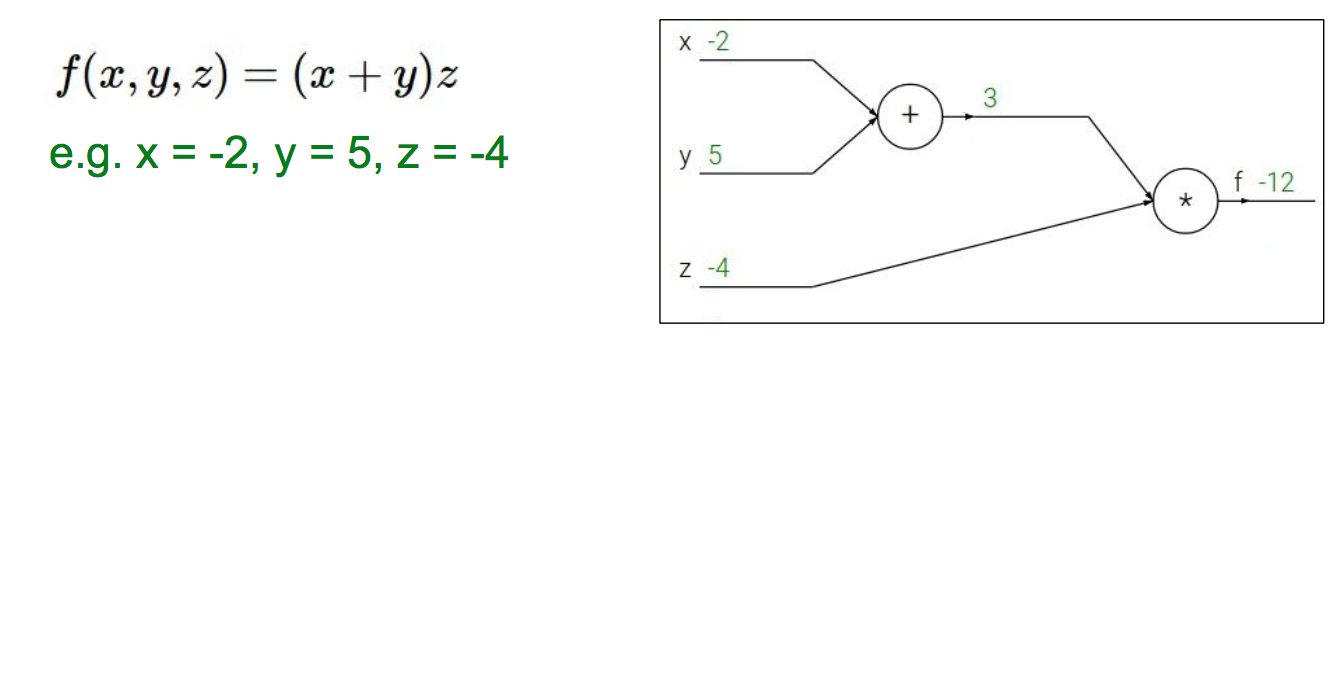 f(x, y, z) = (x + y)z
e.g. x = -2, y = 5, z = -4
x -2
+
3
y 5
*
f -12
z -4